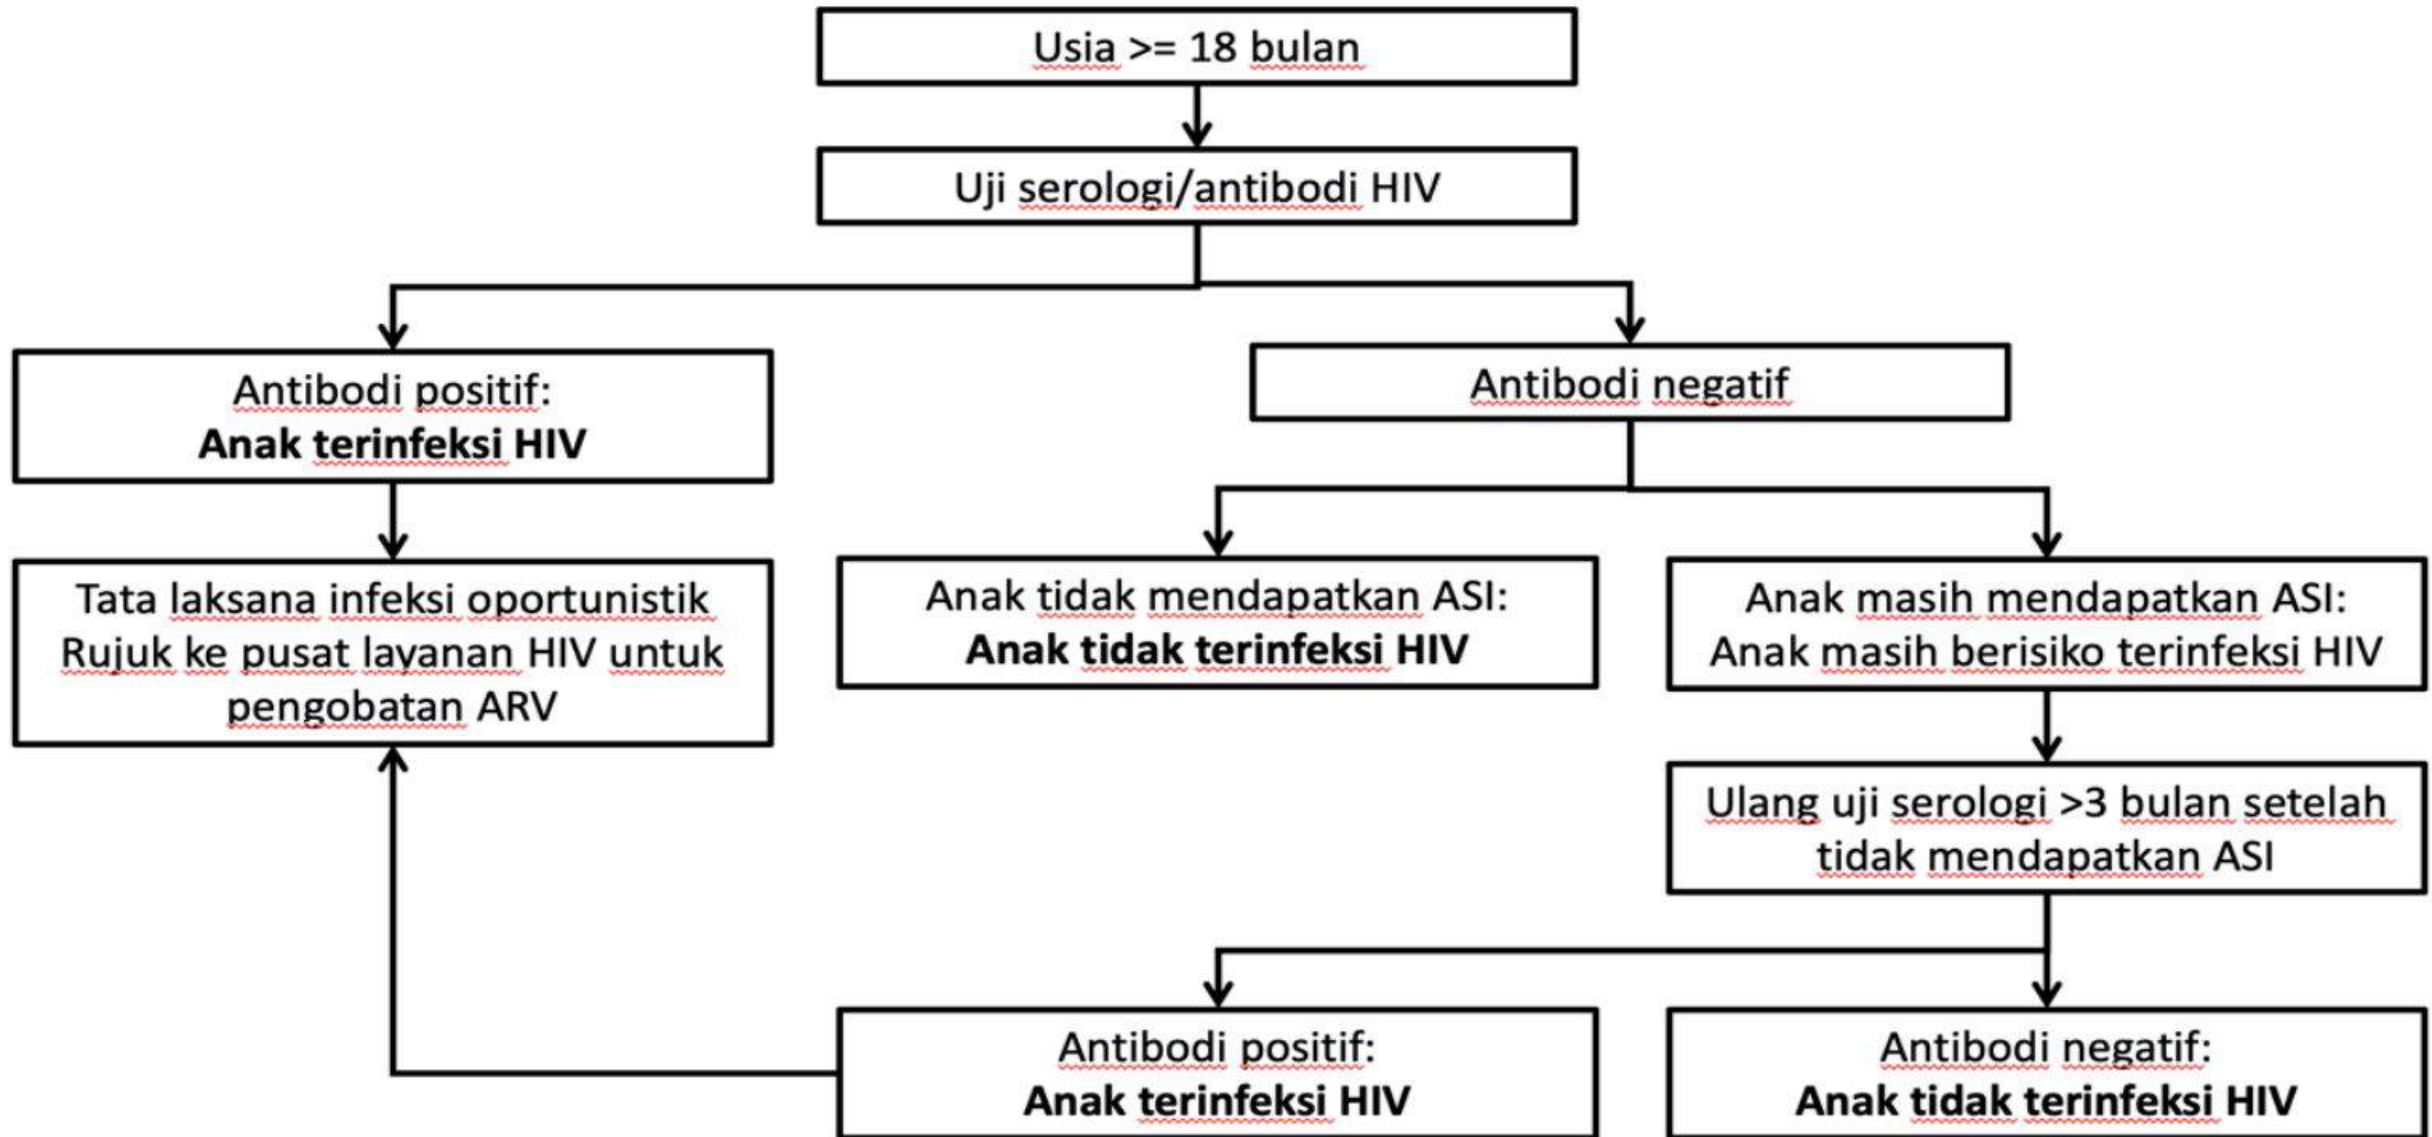 Usia >= 18 bulan
Uji serologi/antibodi HIV
Antibodi positif:
Anak terinfeksi HIV
Antibodi negatif
Tata laksana infeksi oportunistik
Rujuk ke pusat layanan HIV untuk
pengobatan ARV
Anak tidak mendapatkan ASI:
Anak tidak terinfeksi HIV
Anak masih mendapatkan ASI:
Anak masih berisiko terinfeksi HIV
Ulang uji serologi >3 bulan setelah
tidak mendapatkan ASI
Antibodi positif:
Anak terinfeksi HIV
Antibodi negatif:
Anak tidak terinfeksi HIV